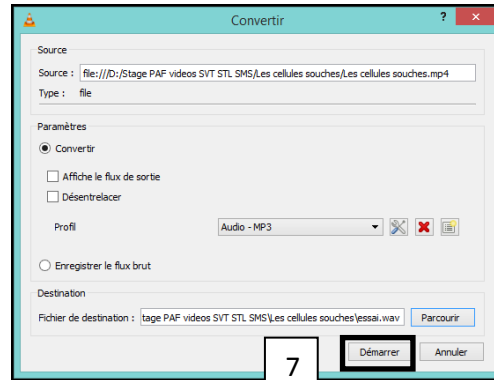 Convertir
?
Source
Source : file:///D:/Stage PAF videos SVT STL SMS/Les cellules souches/Les cellules souches.mp4
Type : file
Paramètres
Convertir
Affiche le flux de sortie
Désentrelacer
Profil Audio - MP3
Enregistrer le flux brut
Destination
Fichier de destination : tage PAF videos SVT STL SMS\Les cellules souches\essai.wav Parcourir
Démarrer Annuler
7